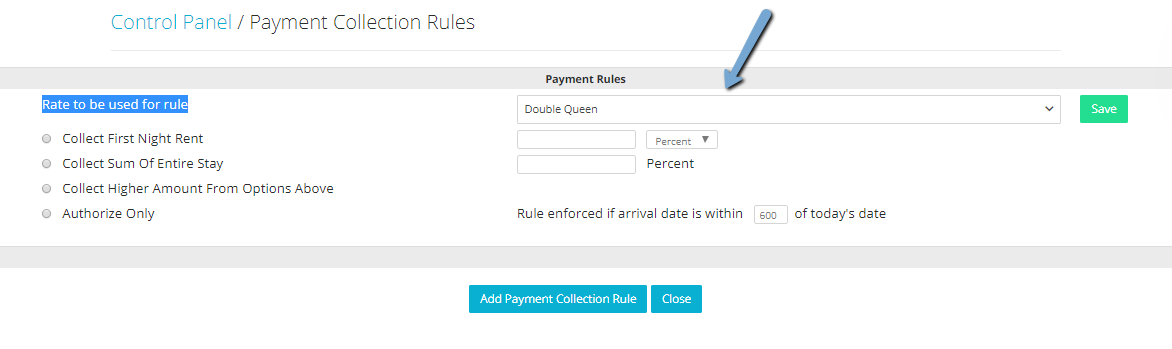 Control Panel / Payment Collection Rules
Payment Rules
Rate to be used for rule Double Queen Save
Collect First Night Rent Percent
Collect Sum Of Entire Stay Percent
Collect Higher Amount From Options Above
Authorize Only Rule enforced if arrival date is within 600 of today's date
Add Payment Collection Rule Close